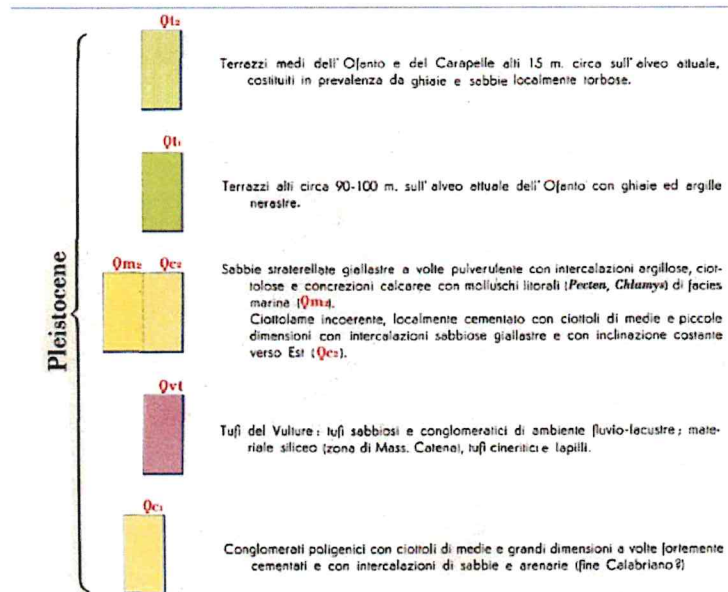 Pleistocene
Qt₂
Terrazzi medi dell'Ofanto e del Carapelle alti 15 m. circa sull'alveo attuale,
costituiti in prevalenza da ghiaie e sabbie localmente torbose.
Qt₁
Terrazzi alti circa 90-100 m. sull'alveo attuale dell'Ofanto con ghiaie ed argille
nerastre.
Qm₂ Qc₂
Sabbie straterellate giallastre a volte pulverulente con intercalazioni argillose, ciot-
tolose e concrezioni calcaree con molluschi litorali (Pecten, Chlamys) di facies
marina (Qm₂).
Ciottolame incoerente, localmente cementato con ciottoli di medie e piccole
dimensioni con intercalazioni sabbiose giallastre e con inclinazione costante
verso Est (Qc₂).
Qvt
Tufi del Vulture: tufi sabbiosi e conglomeratici di ambiente fluvio-lacustre; mate-
riale siliceo (zona di Mass. Catena), tufi cineritici e lapilli.
Qc₁
Conglomerati poligenici con ciottoli di medie e grandi dimensioni a volte fortemente
cementati e con intercalazioni di sabbie e arenarie (fine Calabriano?)